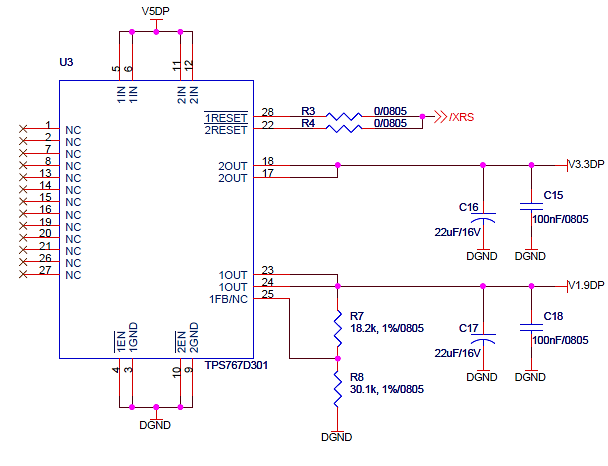 V5DP
U3
5 6 11 12
1IN 1IN 2IN 2IN
1 NC
2 NC
7 NC
8 NC
13 NC
14 NC
15 NC
16 NC
19 NC
20 NC
21 NC
26 NC
27 NC
1RESET 28 R3 0/0805
2RESET 22 R4 0/0805
/XRS
2OUT 18
2OUT 17
V3.3DP
C16
22uF/16V
DGND
C15
100nF/0805
DGND
1OUT 23
1OUT 24
1FB/NC 25
V1.9DP
R7
18.2k, 1%/0805
C17
22uF/16V
DGND
C18
100nF/0805
DGND
1EN 1GND 2EN 2GND
4 3 10 9
TPS767D301
R8
30.1k, 1%/0805
DGND
DGND